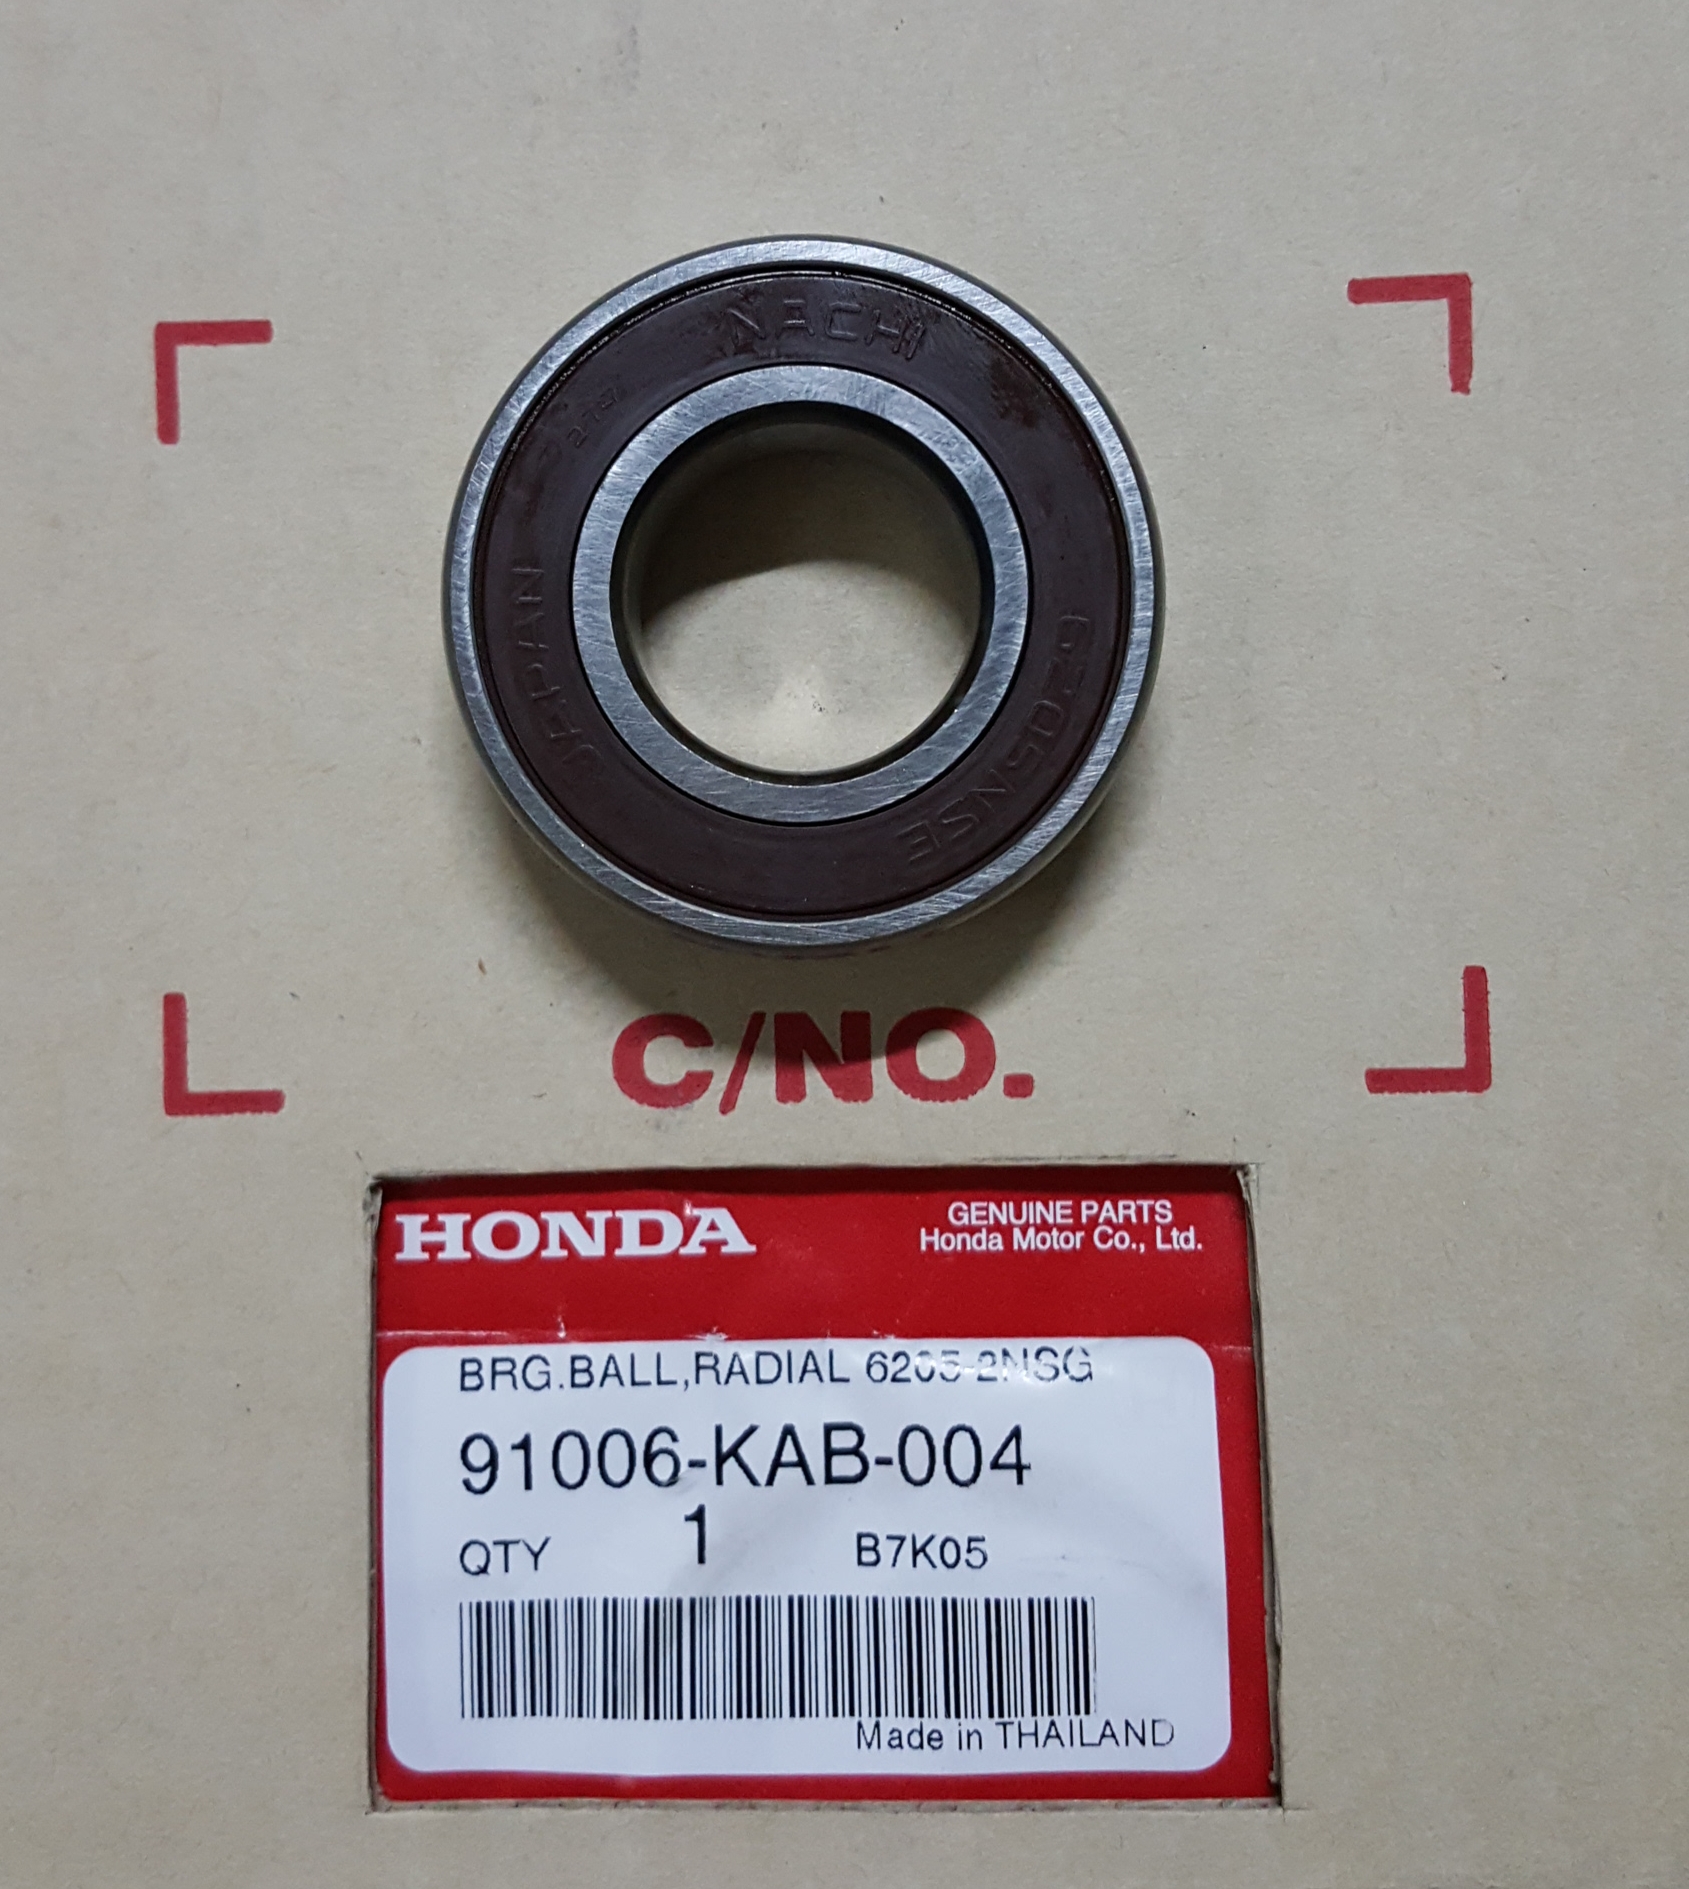 NACHI
JAPAN
6205NSE
C/NO.
HONDA
GENUINE PARTS
Honda Motor Co., Ltd.
BRG.BALL,RADIAL 6205-2NSG
91006-KAB-004
QTY 1 B7K05
Made in THAILAND